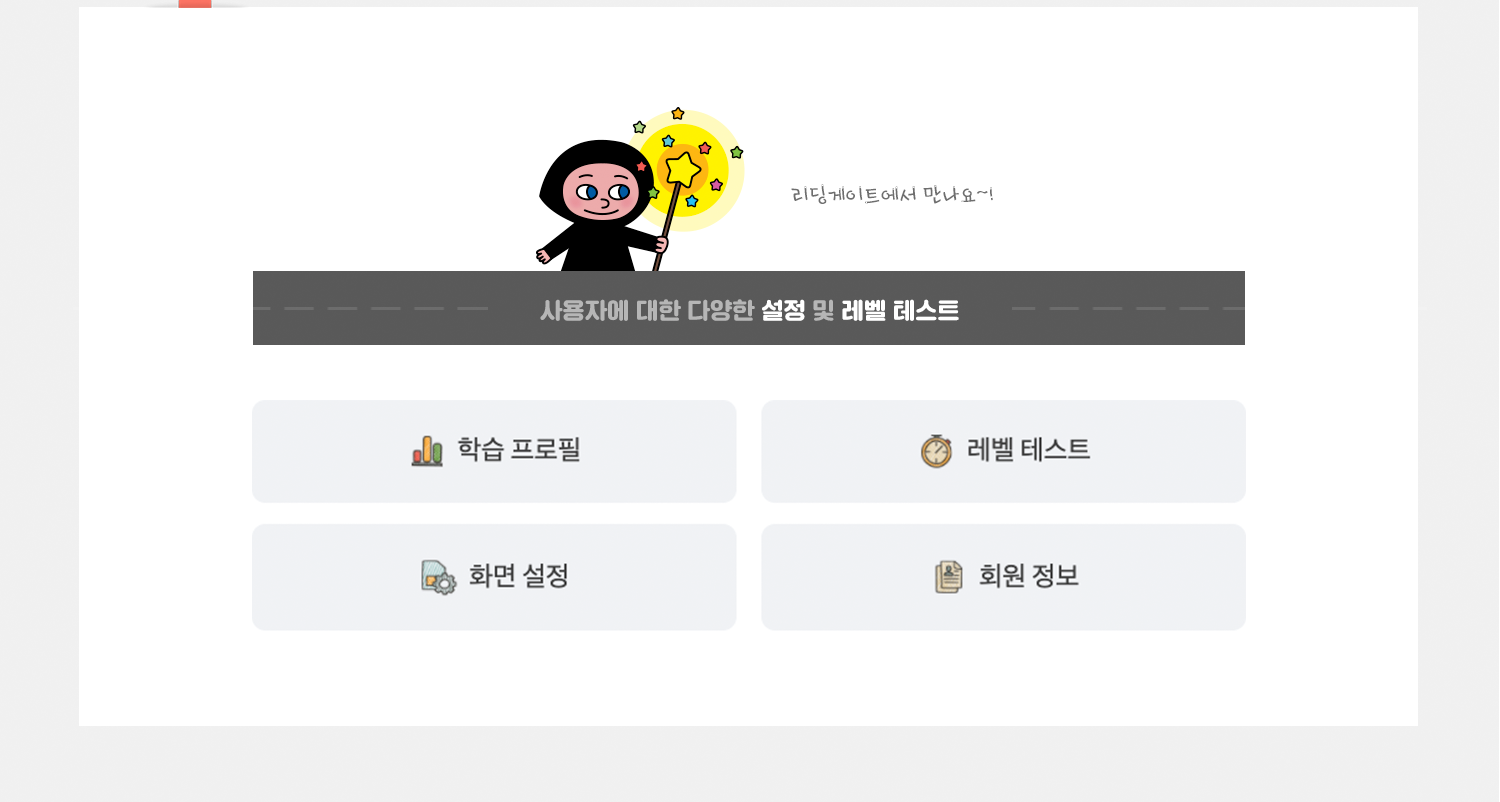 리딩게이트에서 만나요~!
사용자에 대한 다양한 설정 및 레벨 테스트
학습 프로필
레벨 테스트
화면 설정
회원 정보